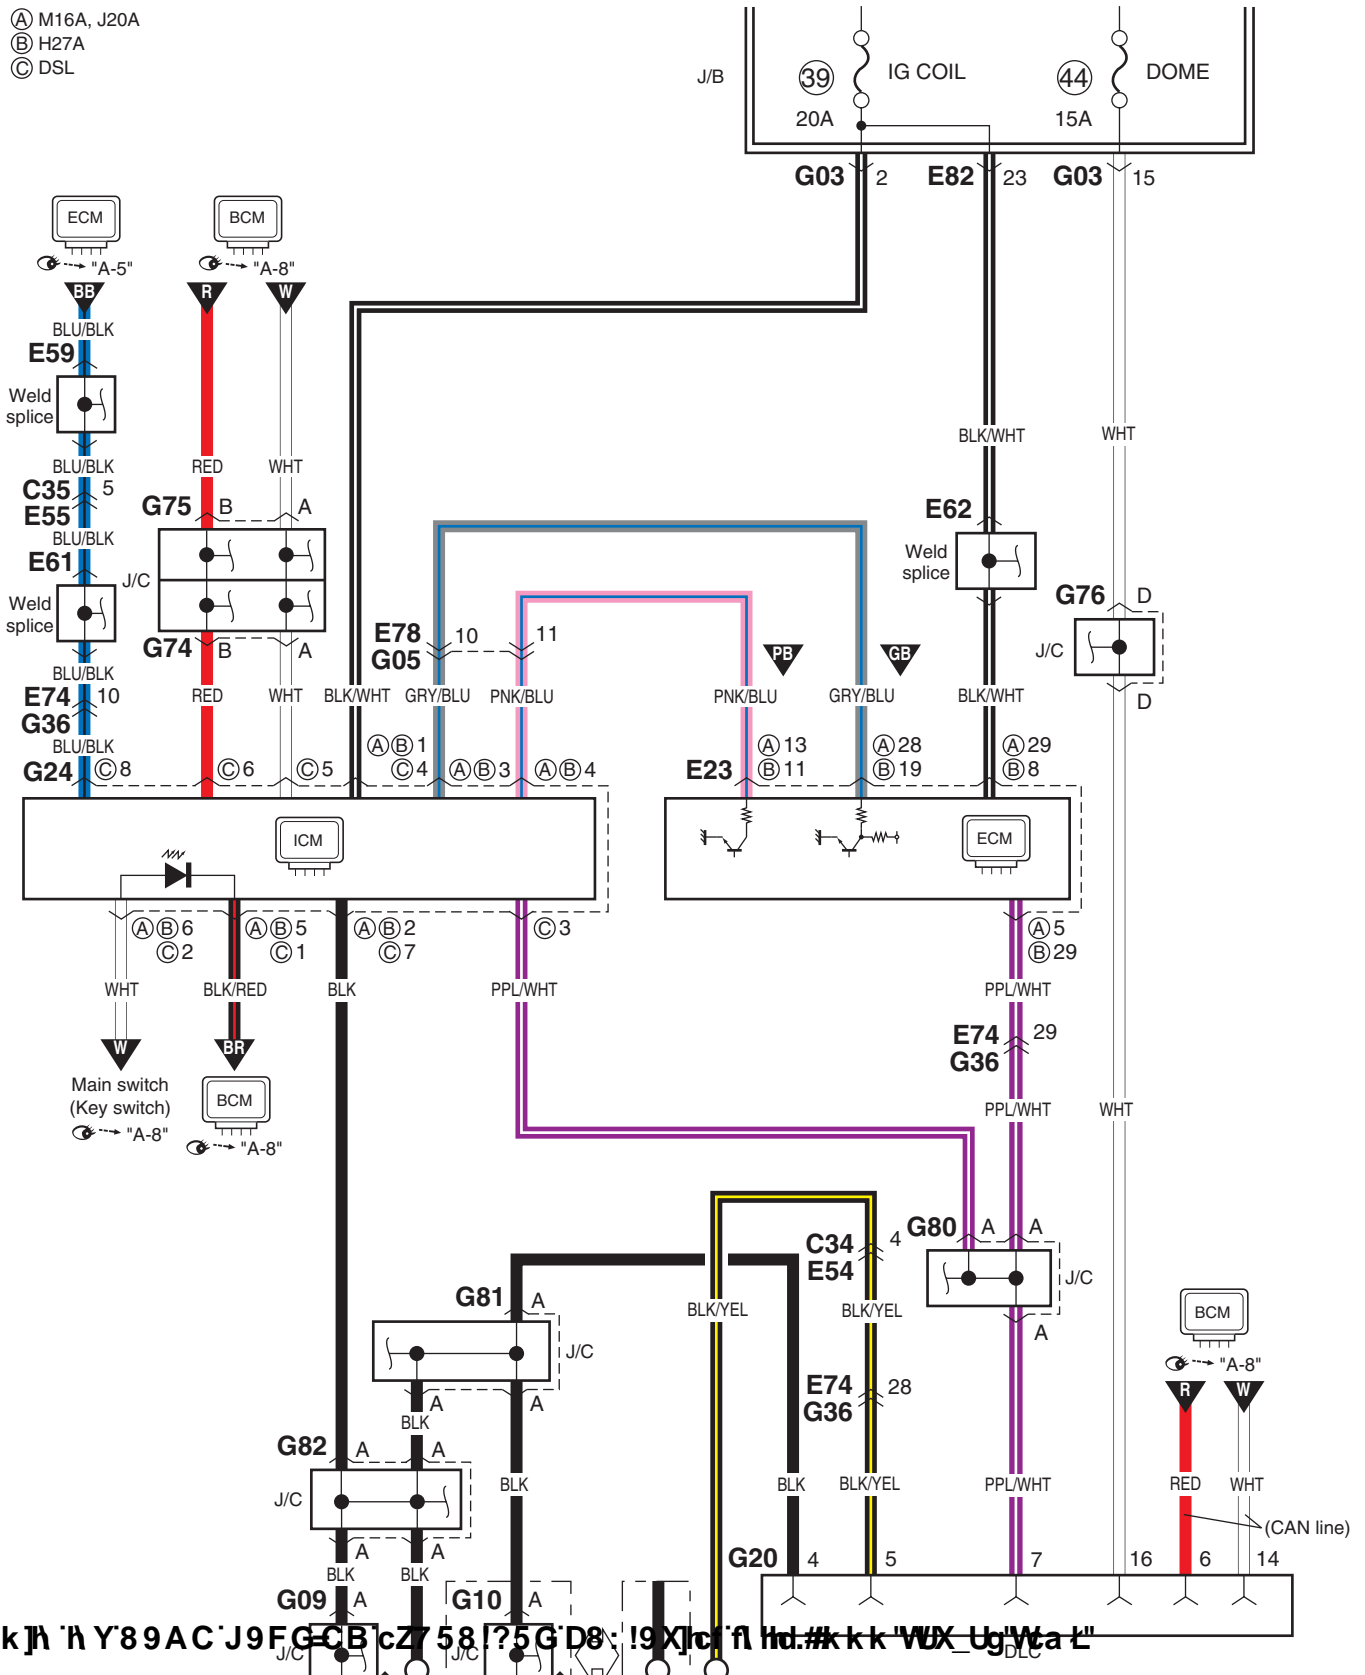 Ⓐ M16A, J20A
Ⓑ H27A
Ⓒ DSL
J/B
39
IG COIL
44
DOME
20A
15A
G03 2
E82 23
G03 15
ECM
BCM
"A-5"
"A-8"
BB
R
W
BLU/BLK
E59
Weld
splice
BLK/WHT
WHT
BLU/BLK
RED
WHT
C35 5
E55
G75 B A
E62
BLU/BLK
E61
J/C
Weld
splice
Weld
splice
G76 D
E78 10 11
G05
G74 B A
PB
GB
J/C
BLU/BLK
E74 10
G36
RED
WHT
BLK/WHT
GRY/BLU
PNK/BLU
PNK/BLU
GRY/BLU
BLK/WHT
D
BLU/BLK
ⒶⒷ1
Ⓐ13
Ⓐ28
Ⓐ29
G24 Ⓒ8
Ⓒ6
Ⓒ5
Ⓒ4
ⒶⒷ3
ⒶⒷ4
E23 Ⓑ11
Ⓑ19
Ⓑ8
ICM
ECM
ⒶⒷ6
ⒶⒷ5
ⒶⒷ2
Ⓒ3
Ⓐ5
Ⓒ2
Ⓒ1
Ⓒ7
Ⓑ29
WHT
BLK/RED
BLK
PPL/WHT
PPL/WHT
E74 29
G36
W
BR
Main switch
(Key switch)
"A-8"
BCM
"A-8"
PPL/WHT
WHT
G80 A A
C34 4
E54
J/C
G81 A
BLK/YEL
BLK/YEL
A
BCM
"A-8"
J/C
E74 28
G36
R
W
A A
BLK
G82 A A
J/C
BLK
BLK
BLK/YEL
PPL/WHT
RED
WHT
(CAN line)
A A
BLK
BLK
G20 4 5 7 16 6 14
G09 A
G10 A
J/C
J/C
DLC